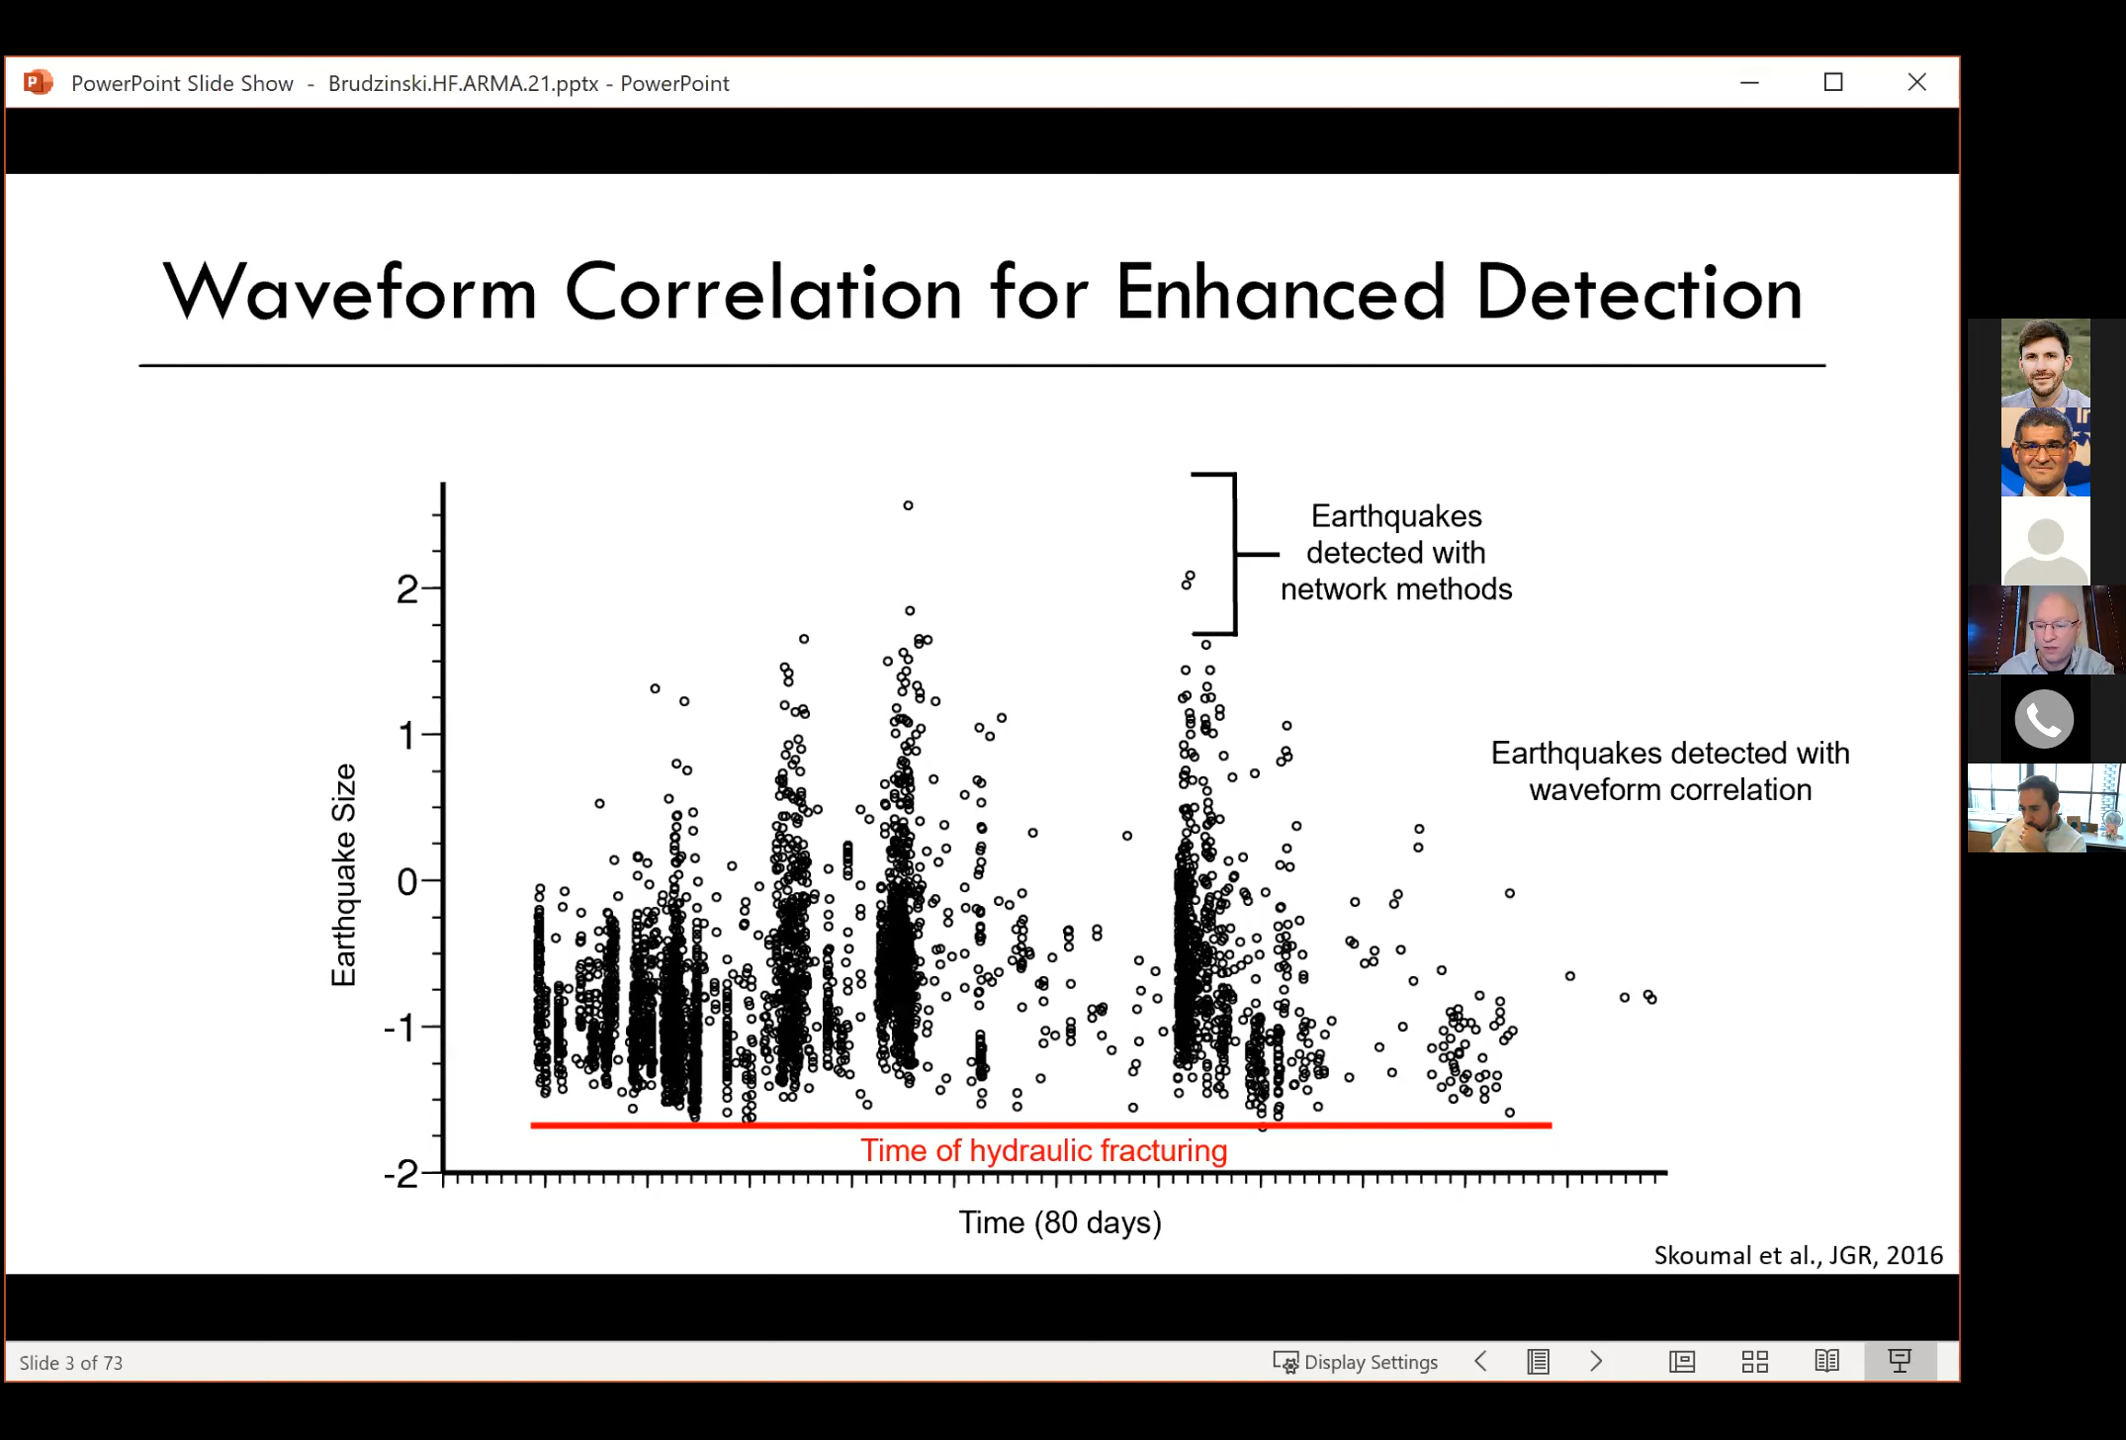 PowerPoint Slide Show - Brudzinski.HF.ARMA.21.pptx - PowerPoint
Waveform Correlation for Enhanced Detection
Earthquakes
detected with
network methods
Earthquakes detected with
waveform correlation
Earthquake Size
2
1
0
-1
-2
Time of hydraulic fracturing
Time (80 days)
Skoumal et al., JGR, 2016
Slide 3 of 73
Display Settings